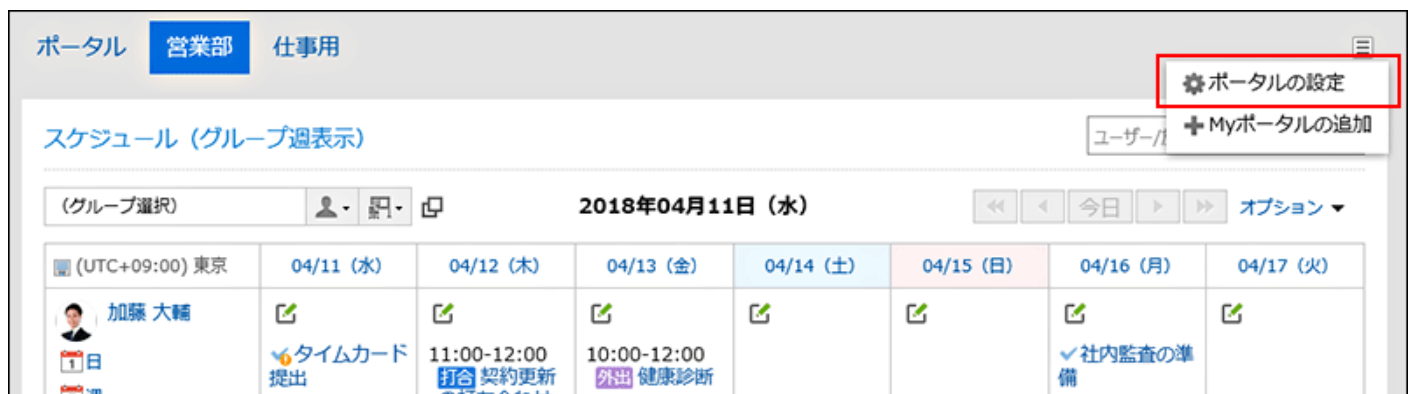 ポータル 営業部 仕事用
ポータルの設定
Myポータルの追加
スケジュール（グループ週表示）
ユーザー/
（グループ選択） 2018年04月11日（水） 今日 オプション
(UTC+09:00) 東京 04/11（水） 04/12（木） 04/13（金） 04/14（土） 04/15（日） 04/16（月） 04/17（火）
加藤 大輔
日
タイムカード
提出
11:00-12:00
打合 契約更新
10:00-12:00
外出 健康診断
社内監査の準
備